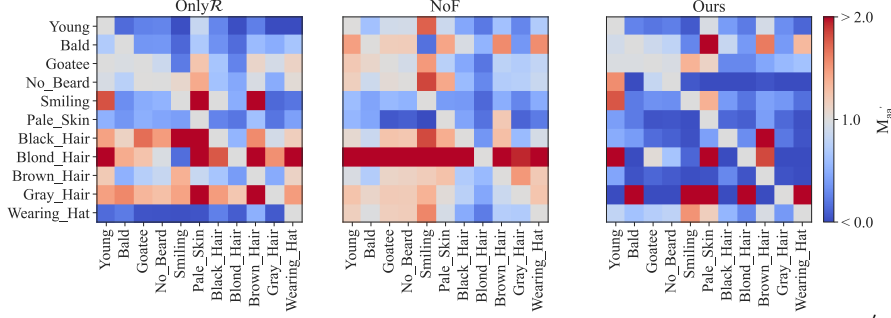 OnlyR
NoF
Ours
Young
Bald
Goatee
No_Beard
Smiling
Pale_Skin
Black_Hair
Blond_Hair
Brown_Hair
Gray_Hair
Wearing_Hat
Young
Bald
Goatee
No_Beard
Smiling
Pale_Skin
Black_Hair
Blond_Hair
Brown_Hair
Gray_Hair
Wearing_Hat
Young
Bald
Goatee
No_Beard
Smiling
Pale_Skin
Black_Hair
Blond_Hair
Brown_Hair
Gray_Hair
Wearing_Hat
Young
Bald
Goatee
No_Beard
Smiling
Pale_Skin
Black_Hair
Blond_Hair
Brown_Hair
Gray_Hair
Wearing_Hat
> 2.0
1.0
< 0.0